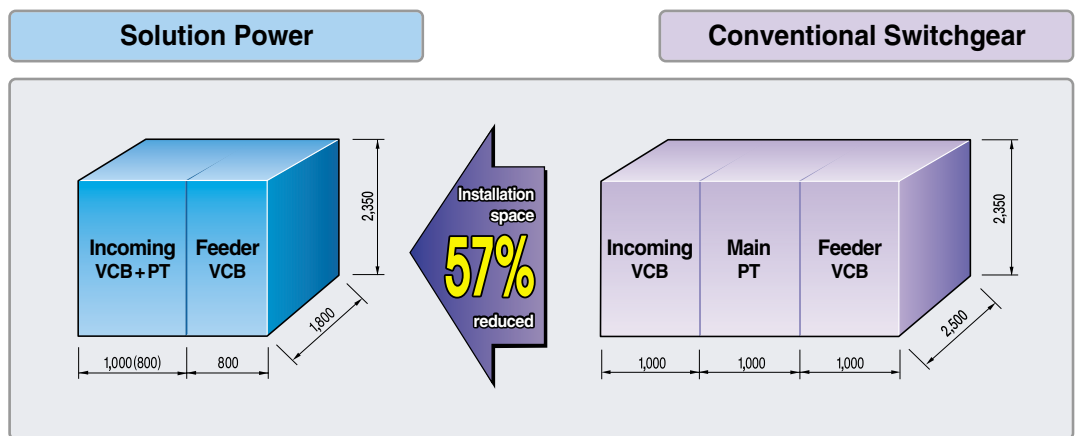 Solution Power
Conventional Switchgear
Incoming
VCB+PT
Feeder
VCB
2,350
1,800
1,000(800)
800
Installation
space
57%
reduced
Incoming
VCB
Main
PT
Feeder
VCB
2,350
2,500
1,000
1,000
1,000